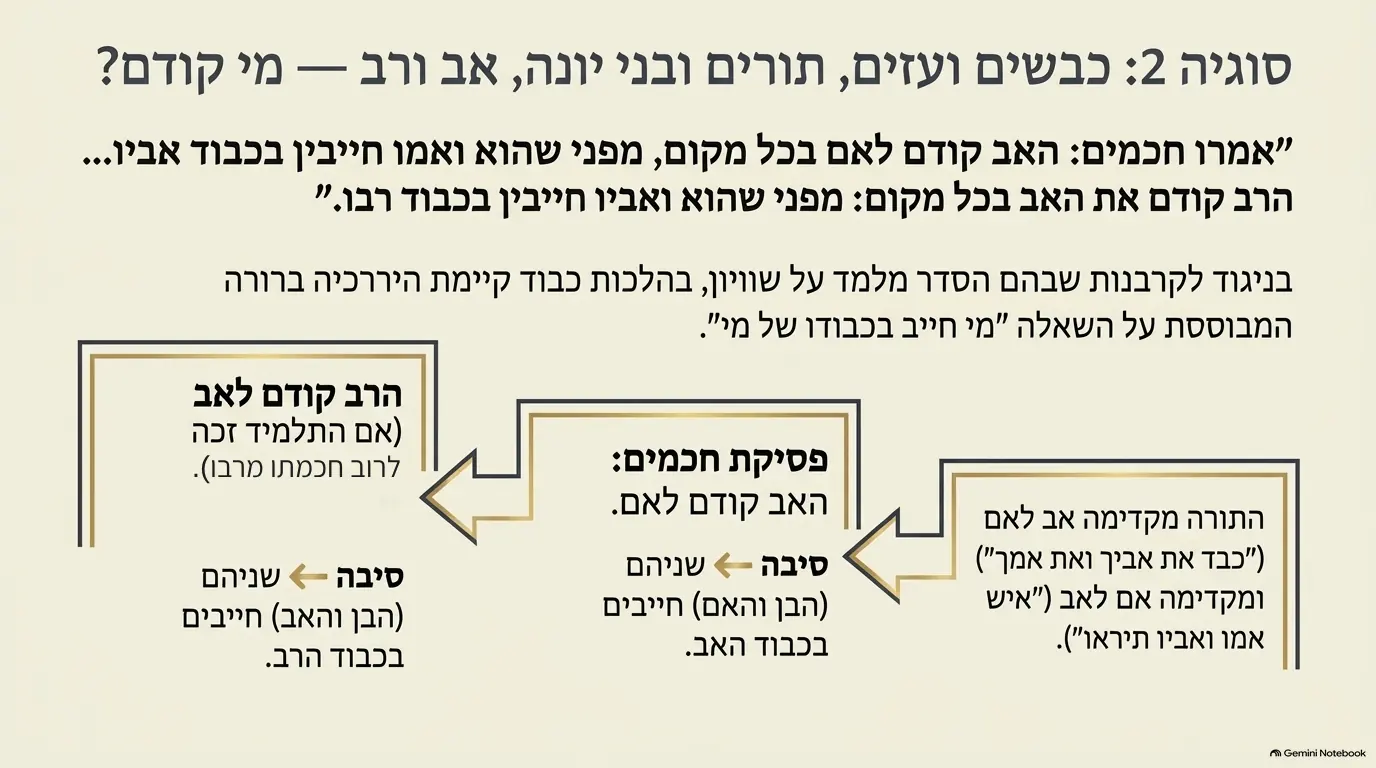 סוגיה 2: כבשים ועזים, תורים ובני יונה, אב ורב — מי קודם?
"אמרו חכמים: האב קודם לאם בכל מקום, מפני שהוא ואמו חייבין בכבוד אביו...
הרב קודם את האב בכל מקום: מפני שהוא ואביו חייבין בכבוד רבו."
בניגוד לקרבנות שבהם הסדר מלמד על שוויון, בהלכות כבוד קיימת היררכיה ברורה
המבוססת על השאלה "מי חייב בכבודו של מי".
התורה מקדימה אב לאם
("כבד את אביך ואת אמך")
ומקדימה אם לאב ("איש
אמו ואביו תיראו").
פסיקת חכמים:
האב קודם לאם.
סיבה ← שניהם
(הבן והאם) חייבים
בכבוד האב.
הרב קודם לאב
(אם התלמיד זכה
לרוב חכמתו מרבו).
סיבה ← שניהם
(הבן והאב) חייבים
בכבוד הרב.
Gemini Notebook